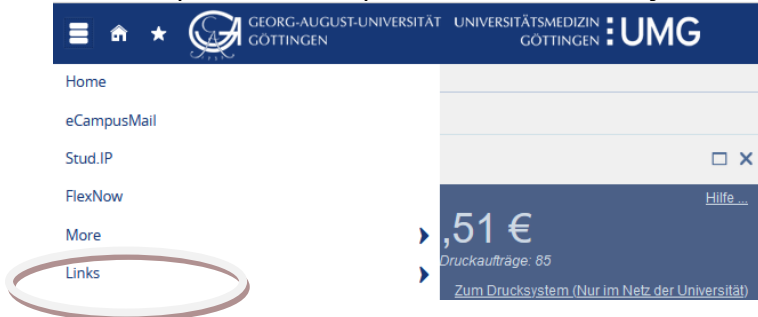 GEORG-AUGUST-UNIVERSITÄT
GÖTTINGEN
UNIVERSITÄTSMEDIZIN
GÖTTINGEN
UMG
Home
eCampusMail
Stud.IP
FlexNow
More
Links
Hilfe ...
,51 €
Druckaufträge: 85
Zum Drucksystem (Nur im Netz der Universität)